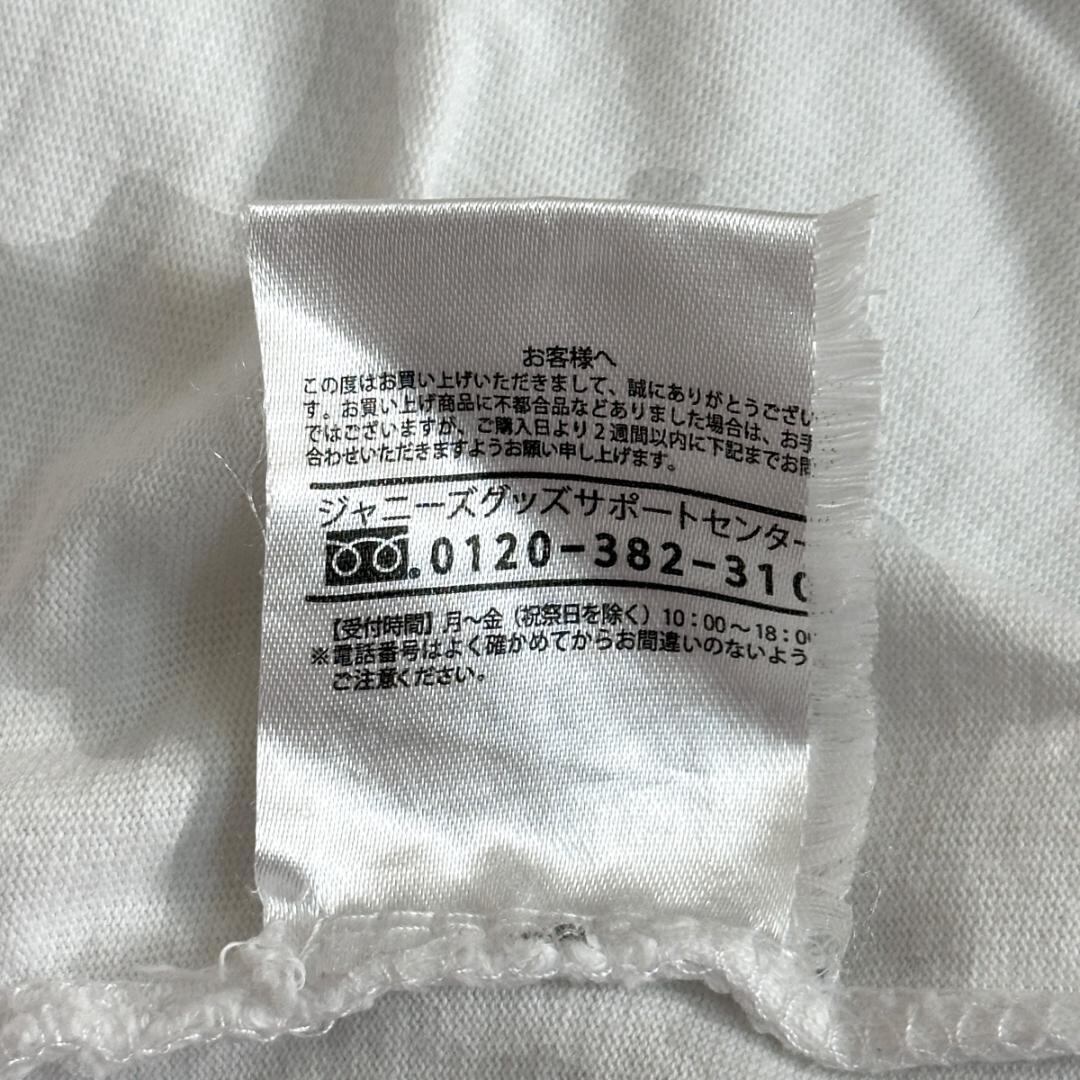 お客様へ
この度はお買い上げいただきまして、誠にありがとうござい
す。お買い上げ商品に不都合品などありました場合は、お手
ではございますが、ご購入日より2週間以内に下記までお問
合わせいただきますようお願い申し上げます。
ジャニーズグッズサポートセンター
0120-382-310
【受付時間】月〜金（祝祭日を除く）10：00〜18：00
※電話番号はよく確かめてからお間違いのないよう
ご注意ください。